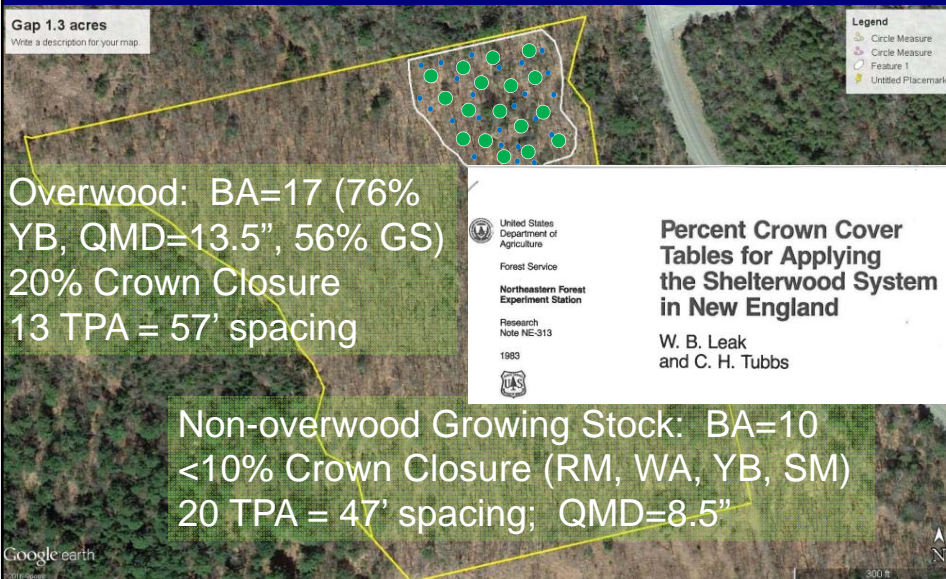 Gap 1.3 acres
Write a description for your map.
Legend
Circle Measure
Circle Measure
Feature 1
Untitled Placemark
Overwood: BA=17 (76%
YB, QMD=13.5”, 56% GS)
20% Crown Closure
13 TPA = 57’ spacing
United States
Department of
Agriculture
Forest Service
Northeastern Forest
Experiment Station
Research
Note NE-313
1983
Percent Crown Cover
Tables for Applying
the Shelterwood System
in New England
W. B. Leak
and C. H. Tubbs
Non-overwood Growing Stock: BA=10
<10% Crown Closure (RM, WA, YB, SM)
20 TPA = 47’ spacing; QMD=8.5”
Google earth
N
300 ft